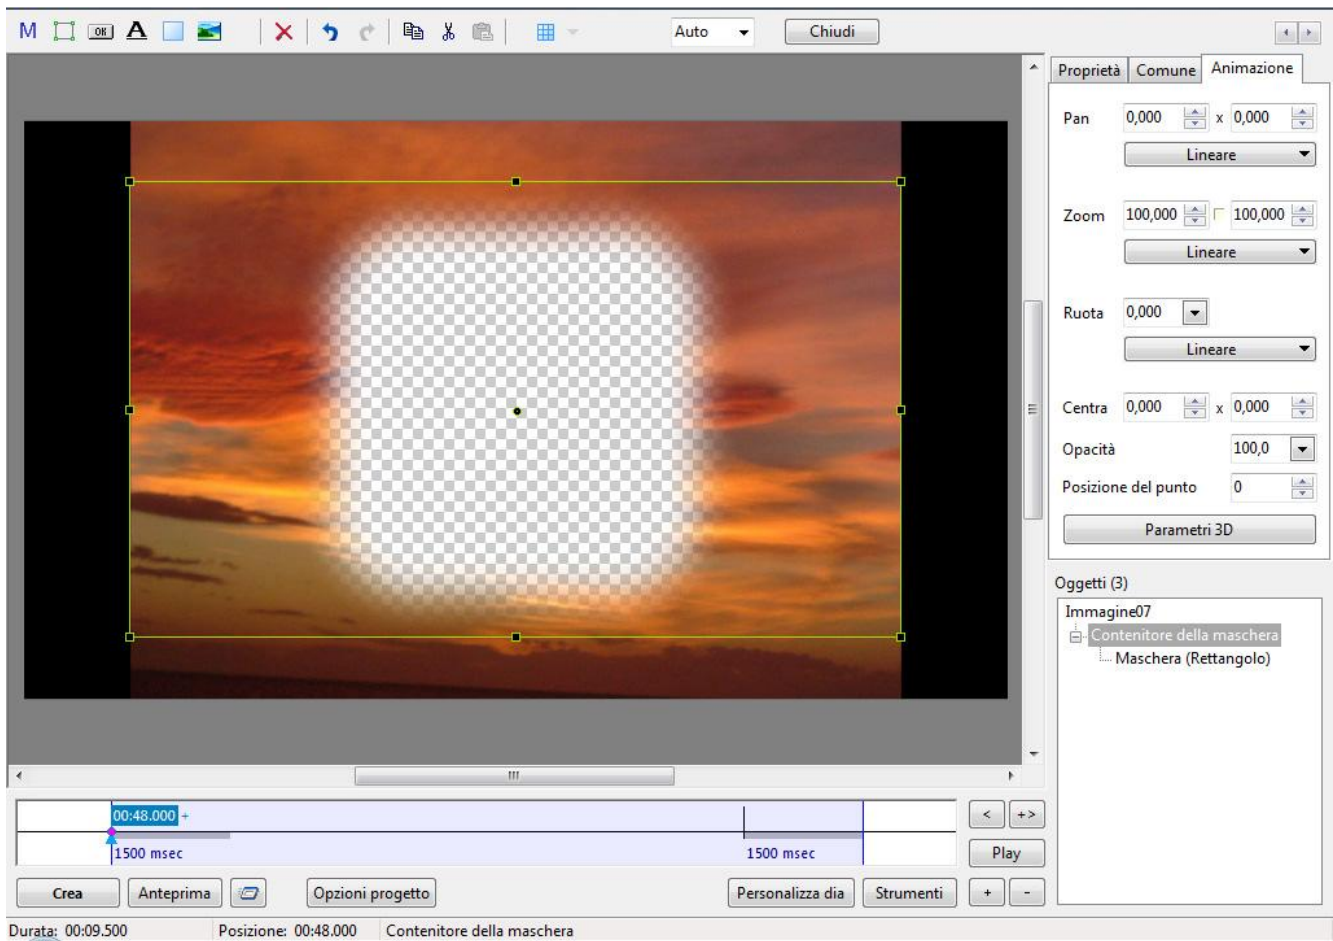 M OK A Auto Chiudi
Proprietà Comune Animazione
Pan 0,000 x 0,000
Lineare
Zoom 100,000 100,000
Lineare
Ruota 0,000
Lineare
Centra 0,000 x 0,000
Opacità 100,0
Posizione del punto 0
Parametri 3D
Oggetti (3)
Immagine07
Contenitore della maschera
Maschera (Rettangolo)
00:48.000 +
1500 msec 1500 msec
< +>
Play
Crea Anteprima Opzioni progetto Personalizza dia Strumenti + -
Durata: 00:09.500 Posizione: 00:48.000 Contenitore della maschera